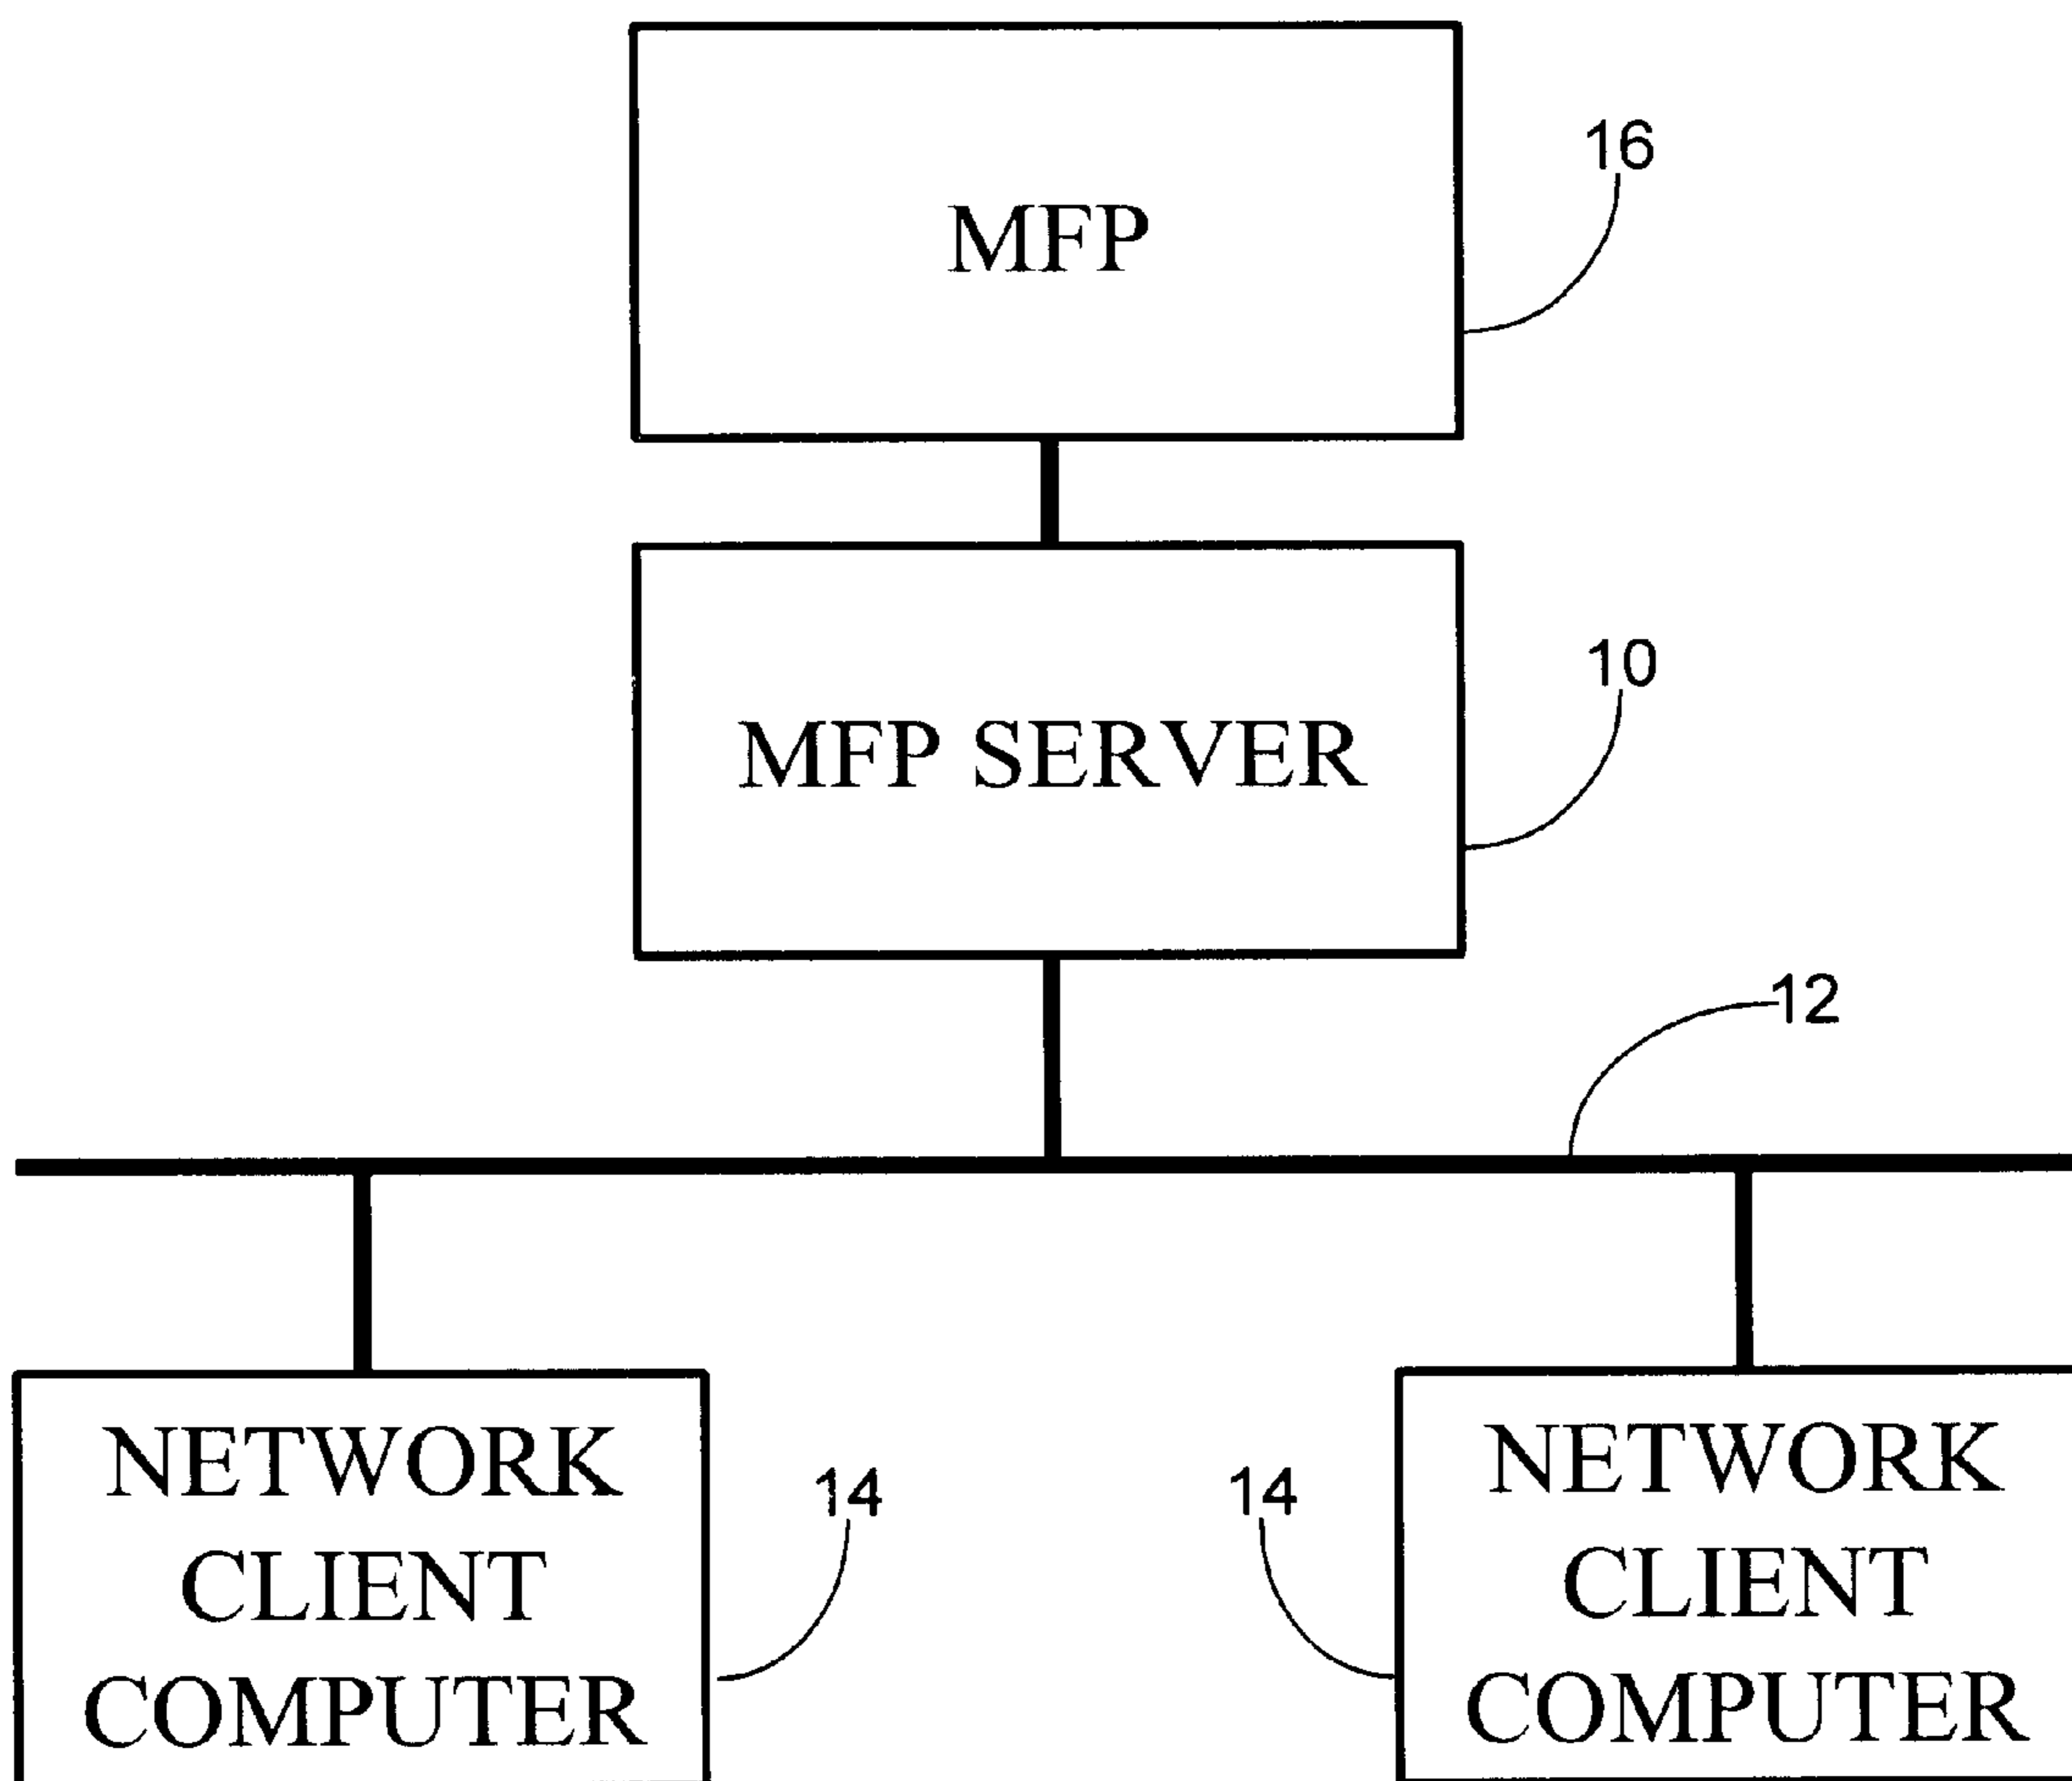 16
MFP
10
MFP SERVER
12
NETWORK
CLIENT
COMPUTER
14
14
NETWORK
CLIENT
COMPUTER